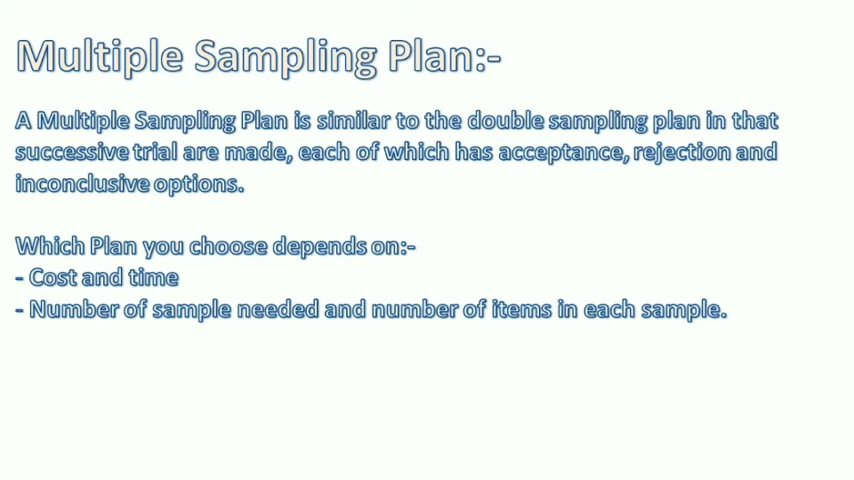 Multiple Sampling Plan:-
A Multiple Sampling Plan is similar to the double sampling plan in that
successive trial are made, each of which has acceptance, rejection and
inconclusive options.
Which Plan you choose depends on:-
- Cost and time
- Number of sample needed and number of items in each sample.